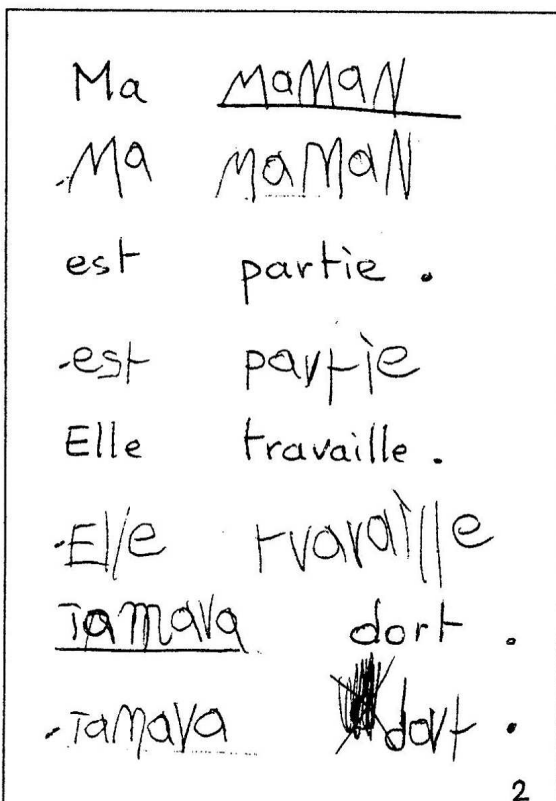 Ma MaMaN
Ma MaMaN
est partie .
est partie
Elle travaille .
Elle travaille
Tamara dort .
Tamara dort .
2